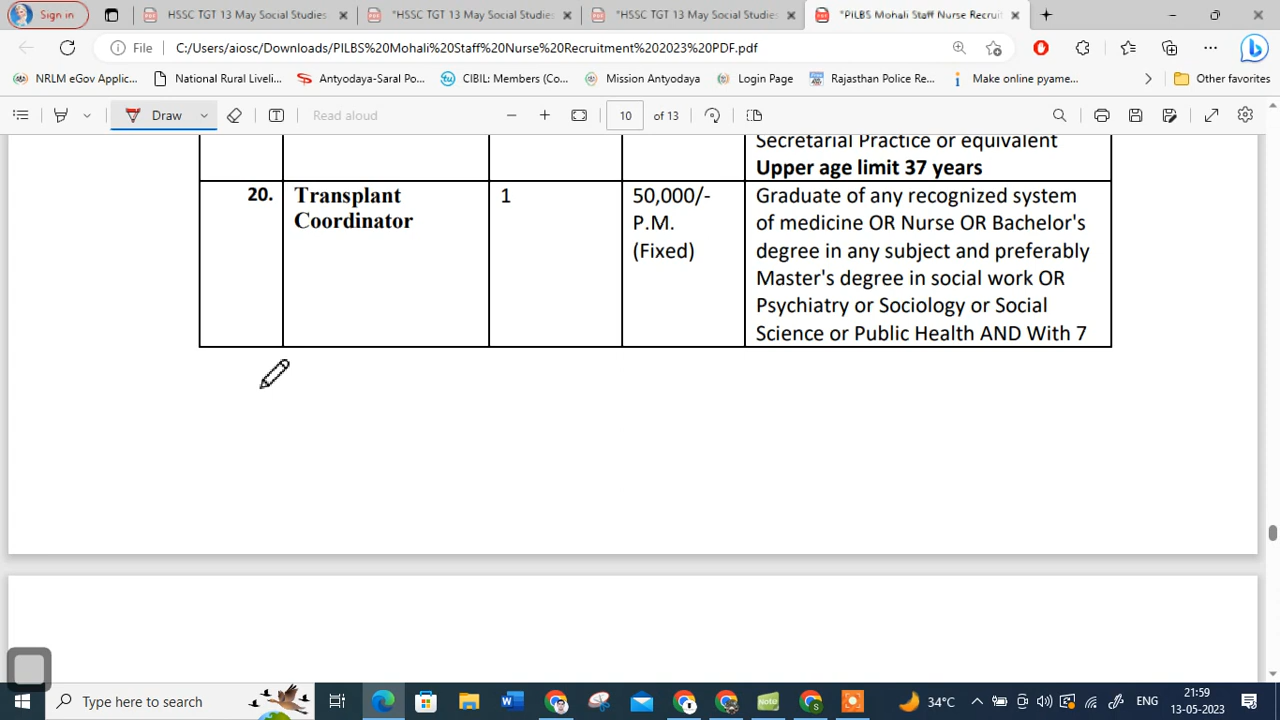 Sign in
HSSC TGT 13 May Social Studies
*HSSC TGT 13 May Social Studies
*HSSC TGT 13 May Social Studies
*PILBS Mohali Staff Nurse Recruit
File
C:/Users/aiosc/Downloads/PILBS%20Mohali%20Staff%20Nurse%20Recruitment%202023%20PDF.pdf
NRLM eGov Applic...
National Rural Liveli...
Antyodaya-Saral Po...
CIBIL: Members (Co...
Mission Antyodaya
Login Page
Rajasthan Police Re...
Make online pyame...
Other favorites
Draw
Read aloud
10
of 13
Secretarial Practice or equivalent
Upper age limit 37 years
20.
Transplant
Coordinator
1
50,000/-
P.M.
(Fixed)
Graduate of any recognized system
of medicine OR Nurse OR Bachelor's
degree in any subject and preferably
Master's degree in social work OR
Psychiatry or Sociology or Social
Science or Public Health AND With 7
Type here to search
34°C
ENG
21:59
13-05-2023